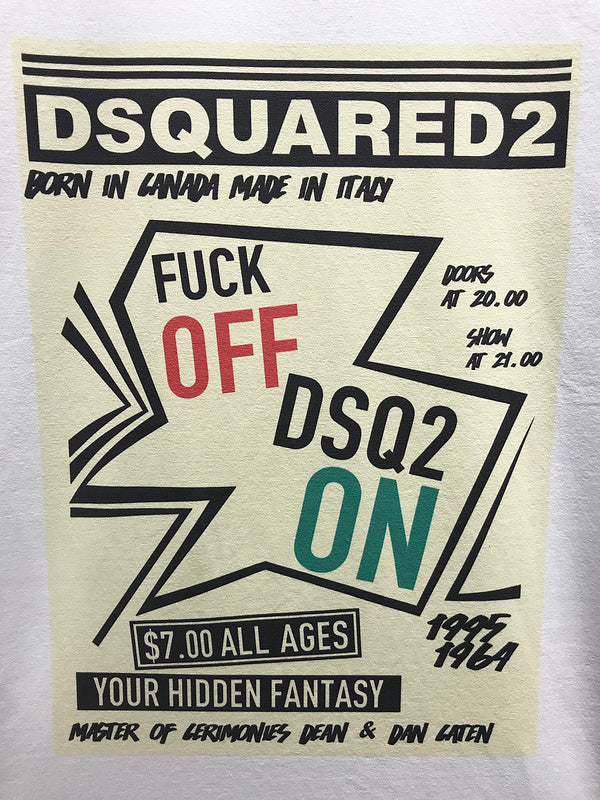 DSQUARED2
BORN IN CANADA MADE IN ITALY
FUCK
OFF
DSQ2
ON
DOORS
AT 20.00
SHOW
AT 21.00
1995
1964
$7.00 ALL AGES
YOUR HIDDEN FANTASY
MASTER OF CERIMONIES DEAN & DAN CATEN